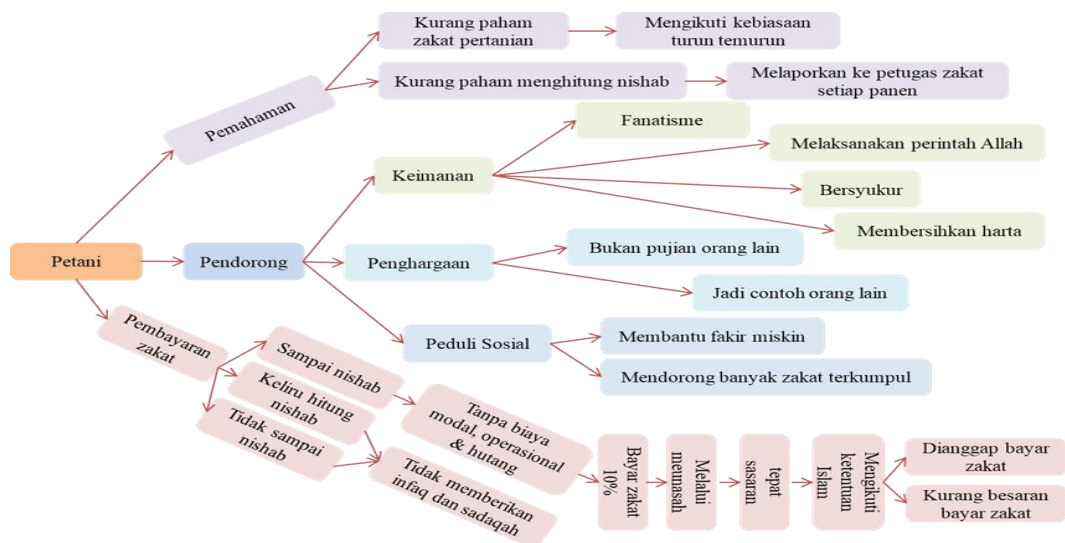 Kurang paham
zakat pertanian
Mengikuti kebiasaan
turun temurun
Kurang paham menghitung nishab
Melaporkan ke petugas zakat
setiap panen
Pemahaman
Fanatisme
Melaksanakan perintah Allah
Keimanan
Bersyukur
Membersihkan harta
Petani
Pendorong
Penghargaan
Bukan pujian orang lain
Jadi contoh orang lain
Peduli Sosial
Membantu fakir miskin
Mendorong banyak zakat terkumpul
Pembayaran
zakat
Sampai nishab
Keliru hitung
nishab
Tidak sampai
nishab
Tanpa biaya
modal, operasional
& hutang
Tidak memberikan
infaq dan sadaqah
Bayar zakat
10%
Melalui
meunasah
tepat
sasaran
Mengikuti
ketentuan
Islam
Dianggap bayar
zakat
Kurang besaran
bayar zakat